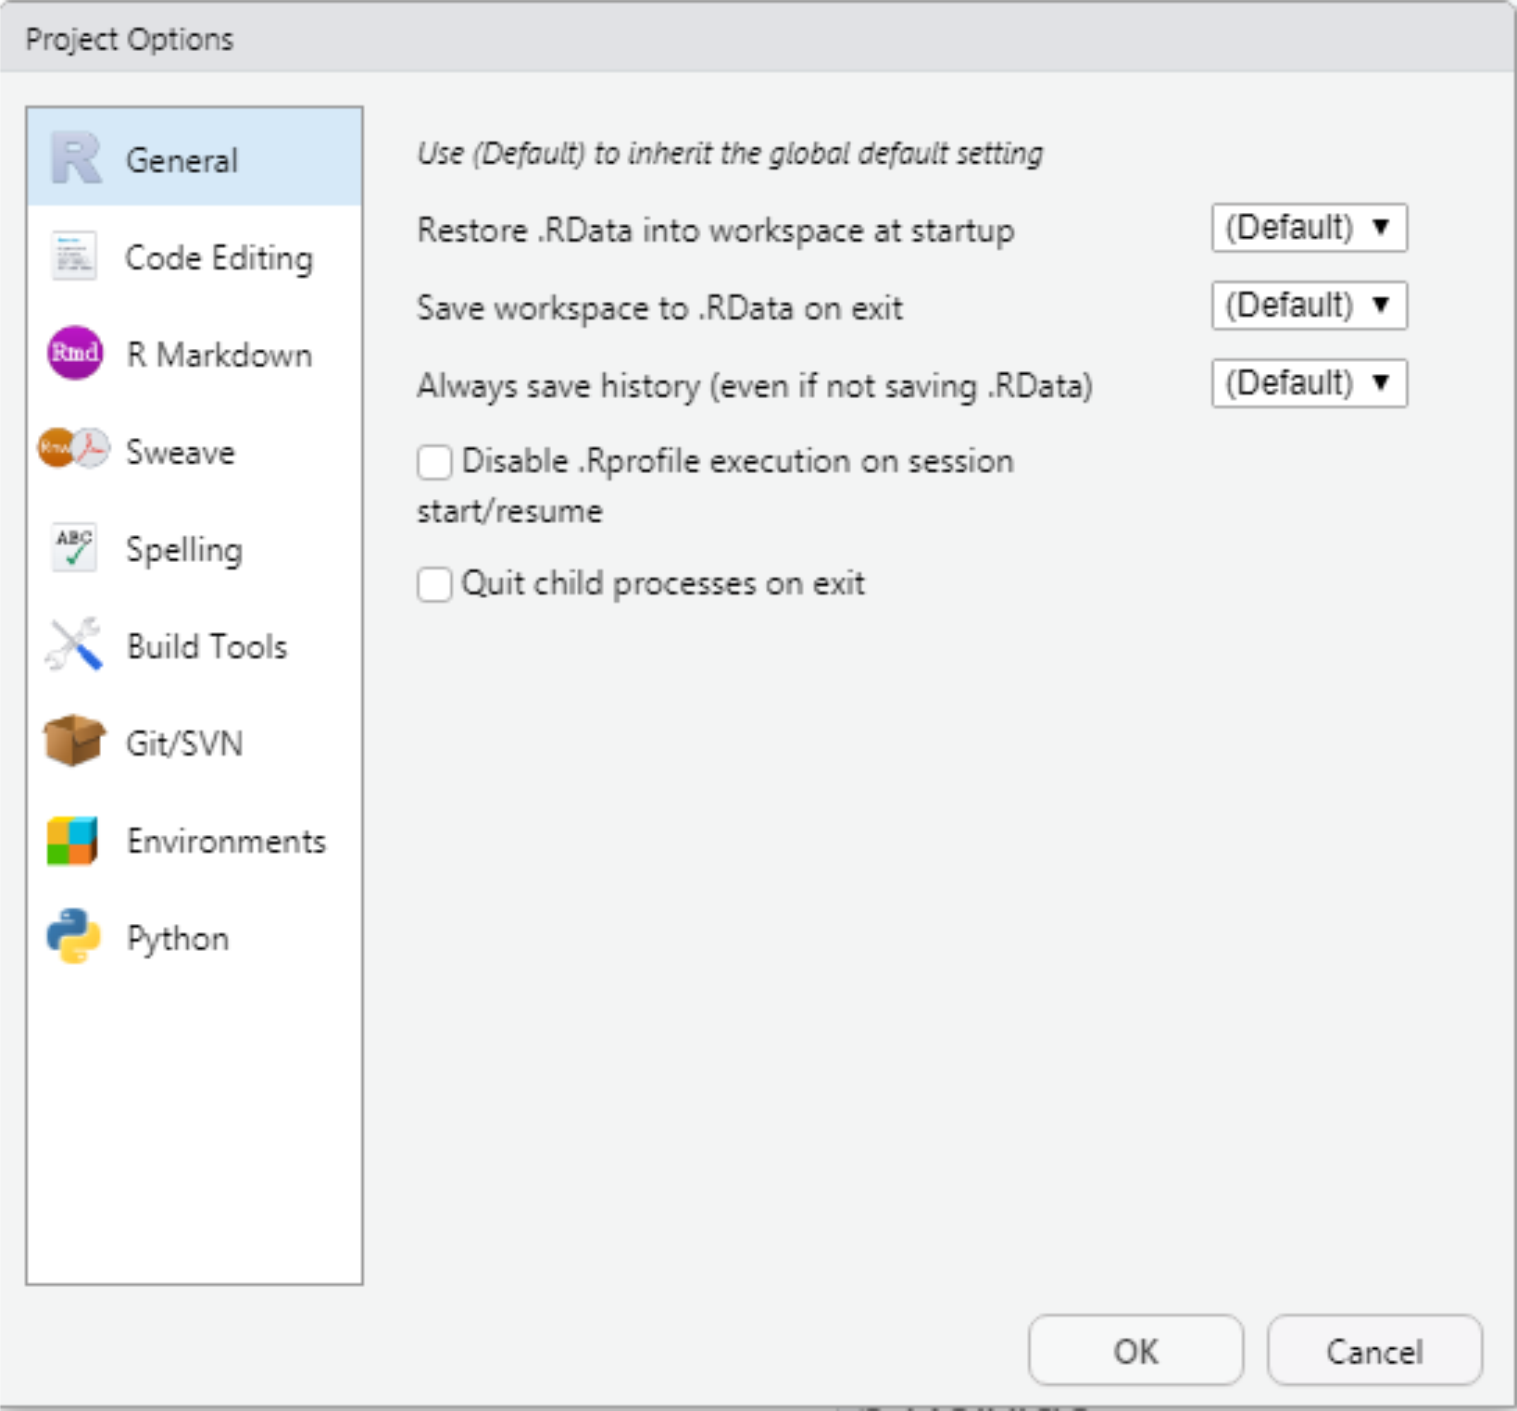 Project Options
General
Code Editing
Rmd
R Markdown
Rnw
Sweave
ABC
Spelling
Build Tools
Git/SVN
Environments
Python
Use (Default) to inherit the global default setting
Restore .RData into workspace at startup
(Default)
Save workspace to .RData on exit
(Default)
Always save history (even if not saving .RData)
(Default)
Disable .Rprofile execution on session
start/resume
Quit child processes on exit
OK
Cancel